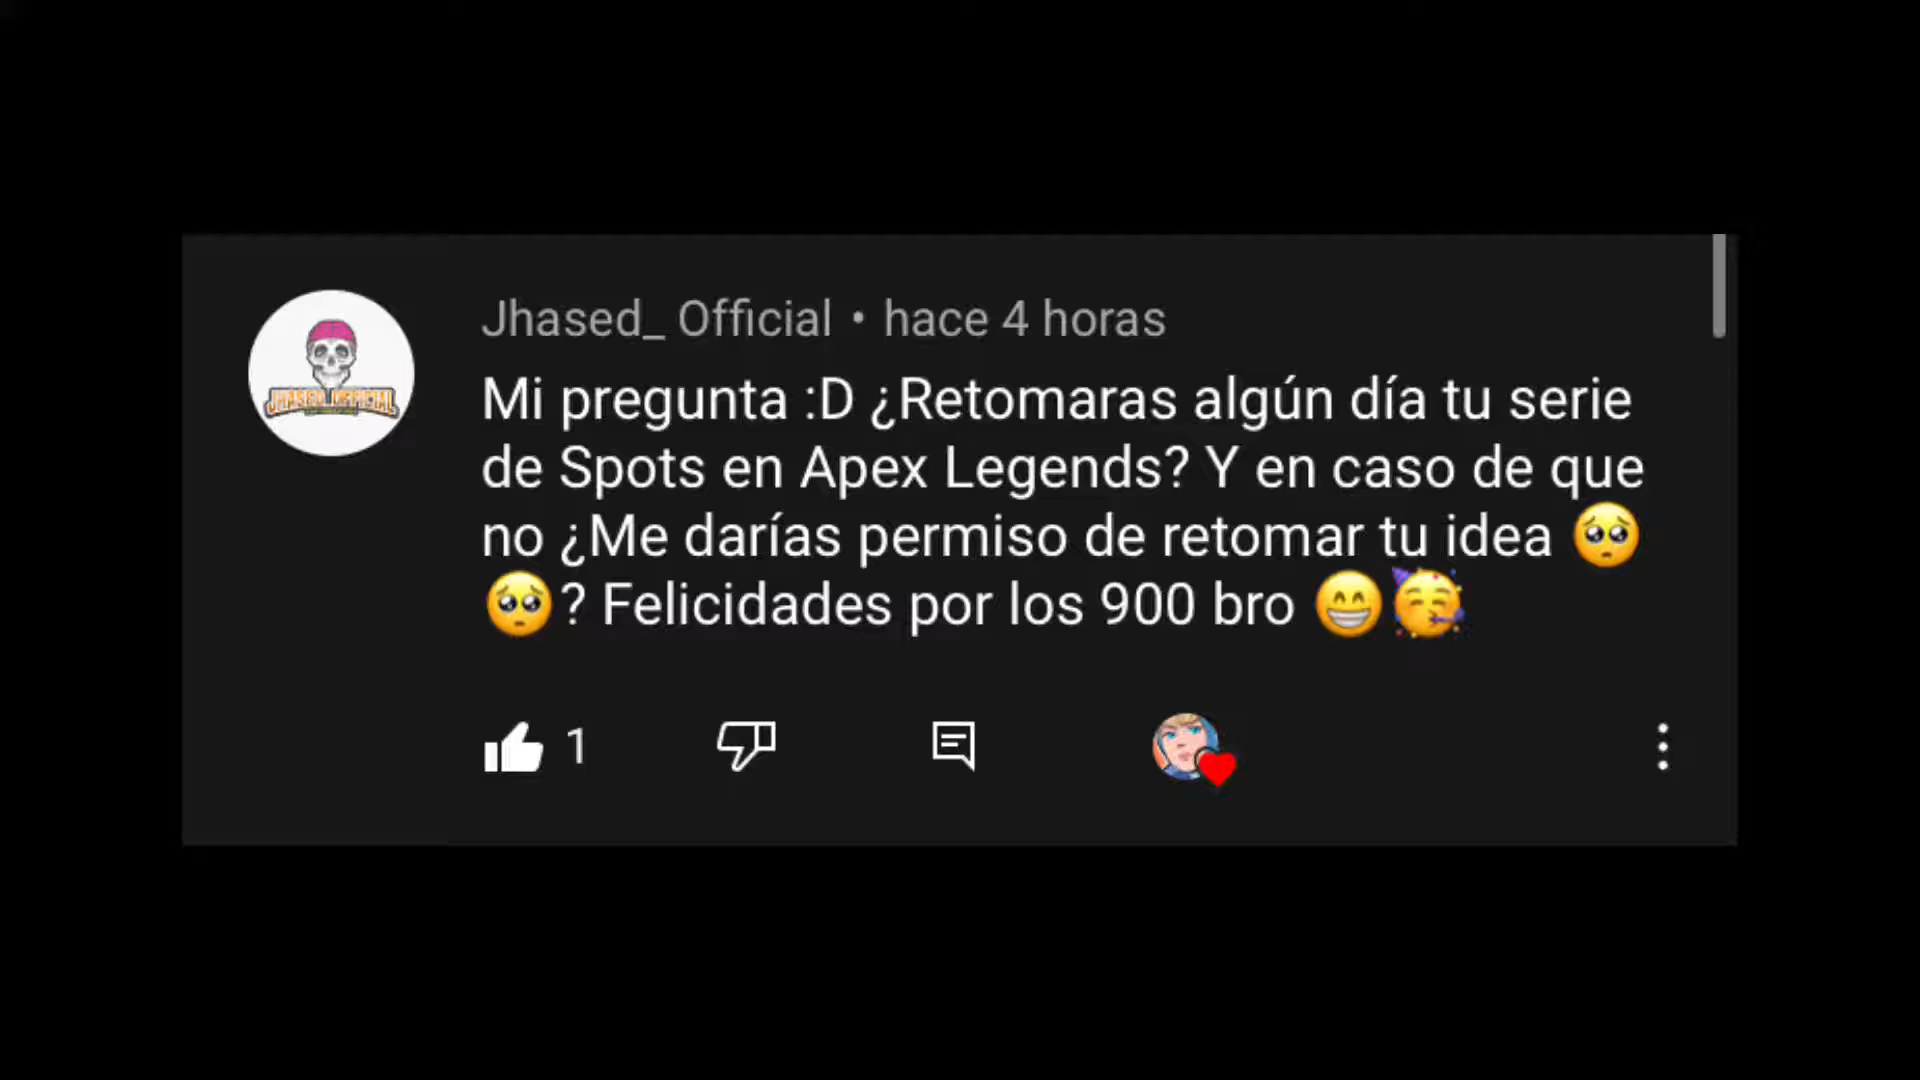 Jhased_ Official • hace 4 horas
Mi pregunta :D ¿Retomaras algún día tu serie
de Spots en Apex Legends? Y en caso de que
no ¿Me darías permiso de retomar tu idea 🥺
🥺? Felicidades por los 900 bro 😁🥳
1
JHASED_OFFICIAL